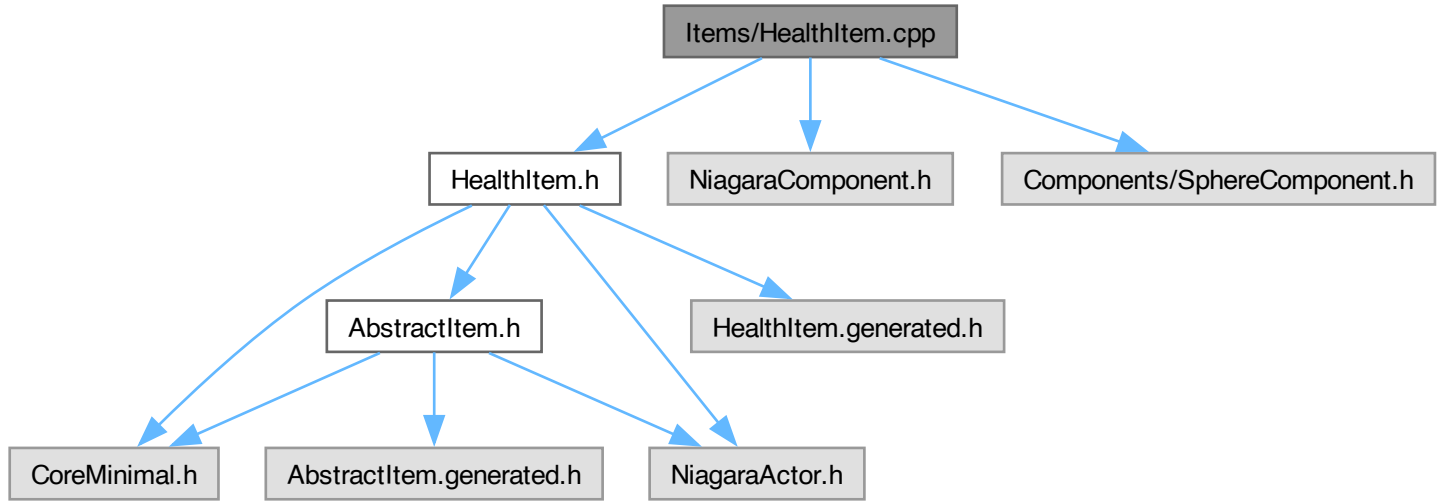 Items/HealthItem.cpp
HealthItem.h
NiagaraComponent.h
Components/SphereComponent.h
AbstractItem.h
HealthItem.generated.h
CoreMinimal.h
AbstractItem.generated.h
NiagaraActor.h